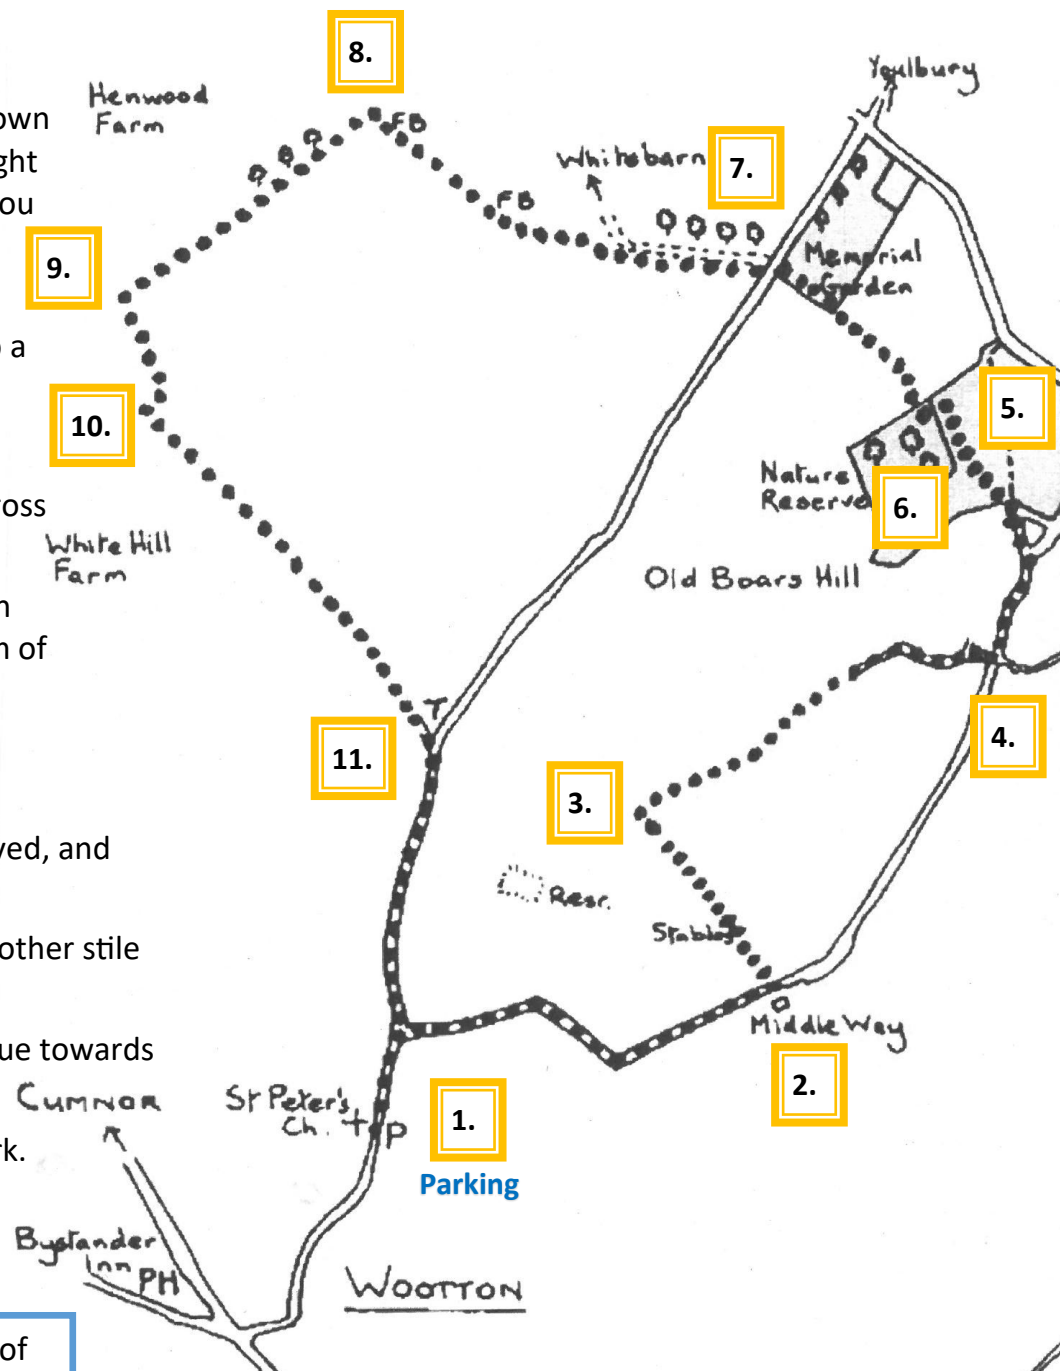 own
ght
ou
o a
ross
n
n of
ved, and
other stile
ue towards
rk.
of
8.
Henwood
Farm
FB
Youlbury
Whitebarn
7.
FB
9.
Memorial
Garden
5.
10.
Nature
Reserve
6.
White Hill
Farm
Old Boars Hill
T
4.
11.
3.
Resr.
Stables
Middle Way
2.
CUMNOR
St Peter's
Ch. + P
1.
Parking
Bystander
Inn PH
WOOTTON